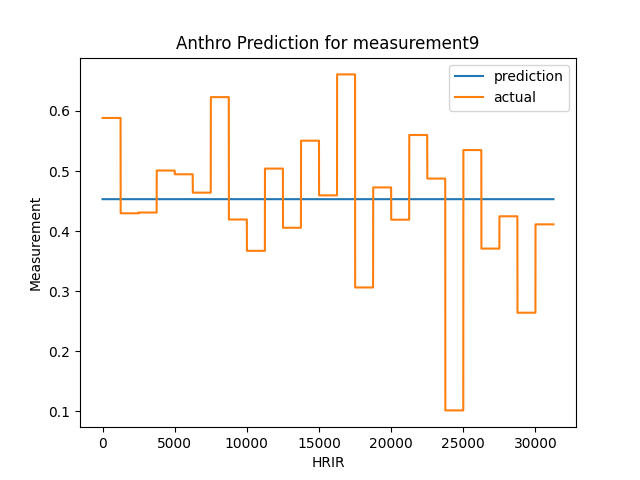 Anthro Prediction for measurement9
prediction
actual
0.6
0.5
0.4
0.3
0.2
0.1
Measurement
0 5000 10000 15000 20000 25000 30000
HRIR